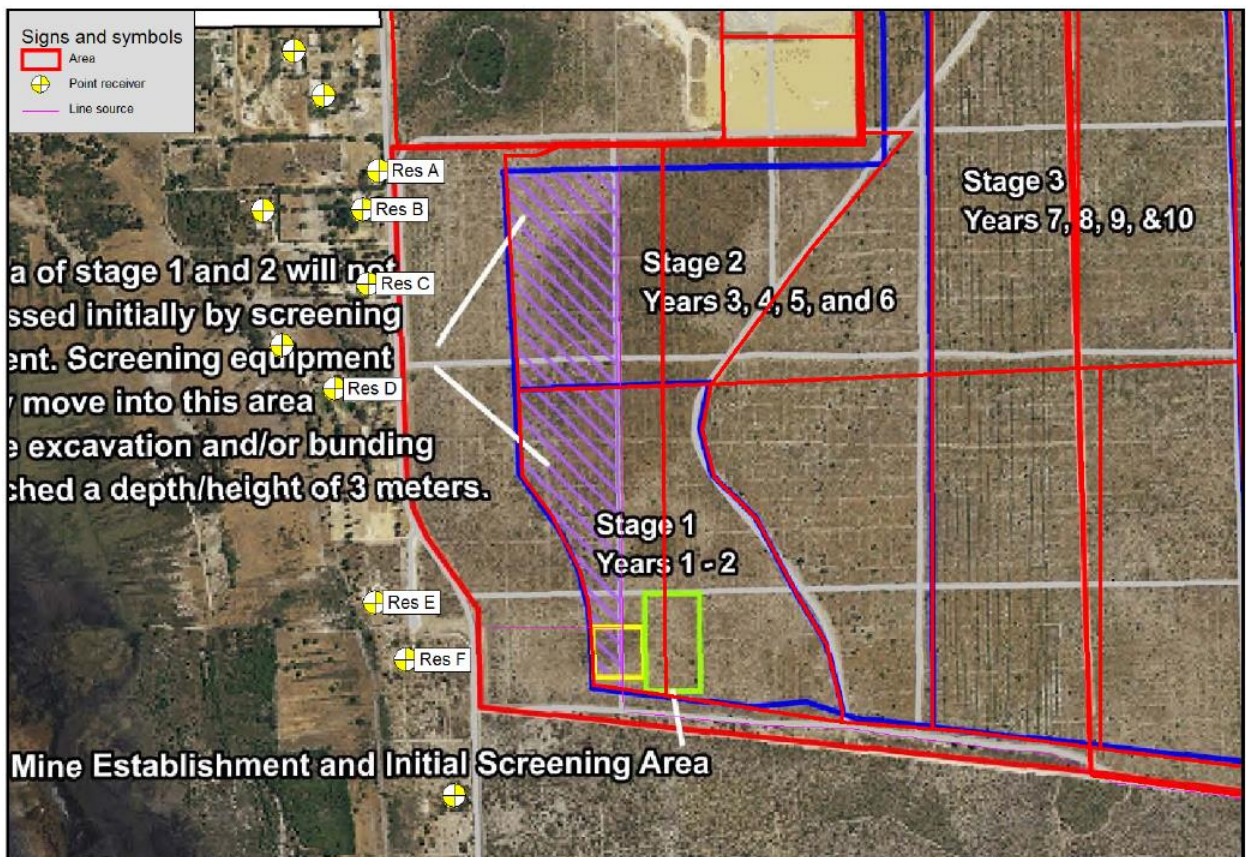 Signs and symbols
Area
Point receiver
Line source
Res A
Res B
Res C
Res D
Res E
Res F
a of stage 1 and 2 will not
ssed initially by screening
ent. Screening equipment
move into this area
e excavation and/or bunding
ched a depth/height of 3 meters.
Stage 2
Years 3, 4, 5, and 6
Stage 3
Years 7, 8, 9, &10
Stage 1
Years 1 - 2
Mine Establishment and Initial Screening Area